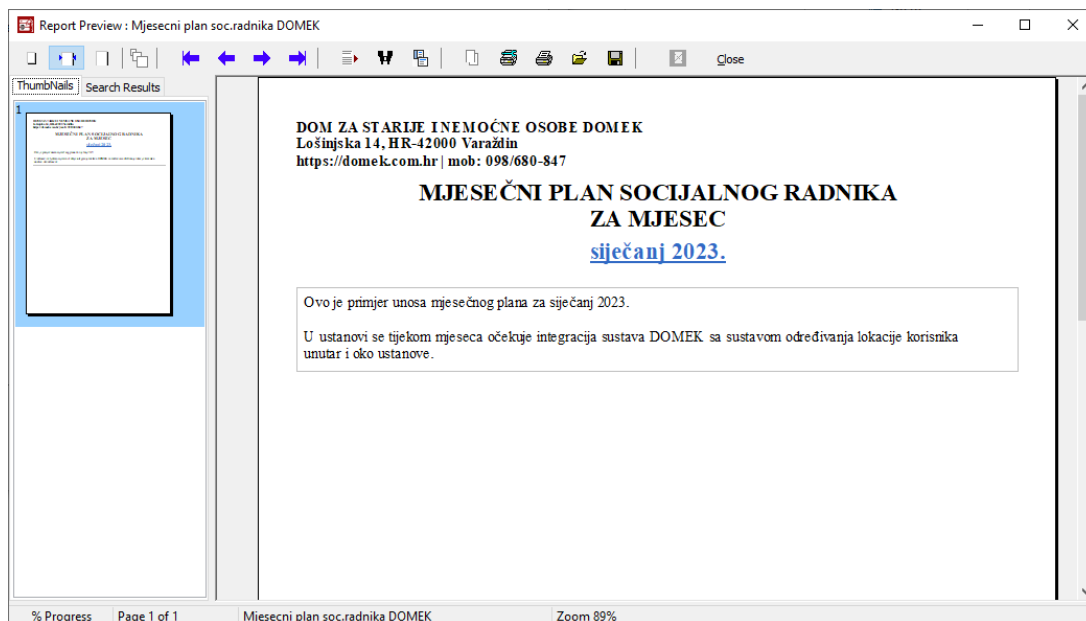 Report Preview : Mjesecni plan soc.radnika DOMEK
Close
ThumbNails
Search Results
1
DOM ZA STARIJE I NEMOĆNE OSOBE DOMEK
Lošinjska 14, HR-42000 Varaždin
https://domek.com.hr | mob: 098/680-847
MJESEČNI PLAN SOCIJALNOG RADNIKA
ZA MJESEC
siječanj 2023.
Ovo je primjer unosa mjesečnog plana za siječanj 2023.
U ustanovi se tijekom mjeseca očekuje integracija sustava DOMEK sa sustavom određivanja lokacije korisnika
unutar i oko ustanove.
% Progress
Page 1 of 1
Mjesecni plan soc.radnika DOMEK
Zoom 89%